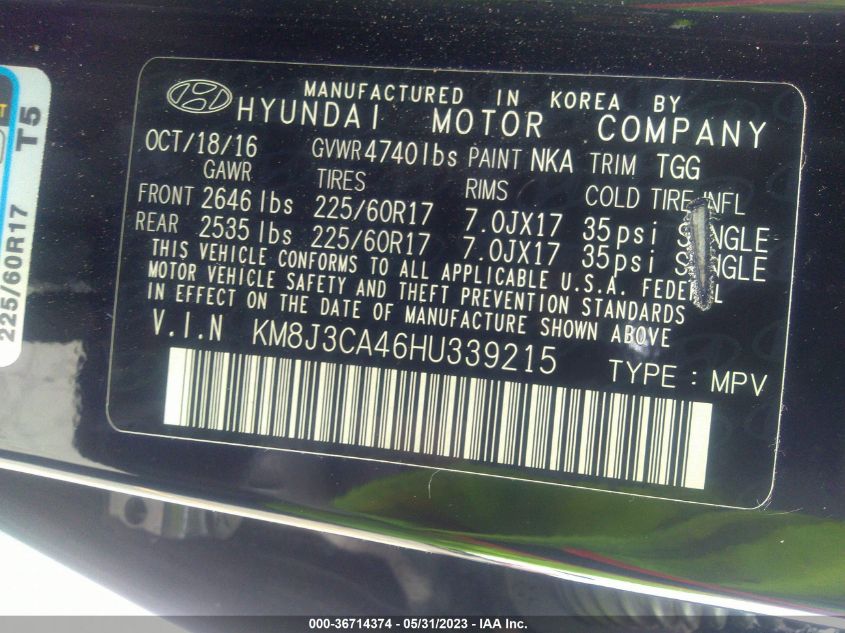 MANUFACTURED IN KOREA BY
HYUNDAI MOTOR COMPANY
OCT/18/16 GVWR 4740lbs PAINT NKA TRIM TGG
GAWR TIRES RIMS COLD TIRE INFL
FRONT 2646 lbs 225/60R17 7.0JX17 35psi SINGLE
REAR 2535 lbs 225/60R17 7.0JX17 35psi SINGLE
THIS VEHICLE CONFORMS TO ALL APPLICABLE U.S.A. FEDERAL
MOTOR VEHICLE SAFETY AND THEFT PREVENTION STANDARDS
IN EFFECT ON THE DATE OF MANUFACTURE SHOWN ABOVE
V.I.N KM8J3CA46HU339215 TYPE : MPV
225/60R17 T5
000-36714374 - 05/31/2023 - IAA Inc.